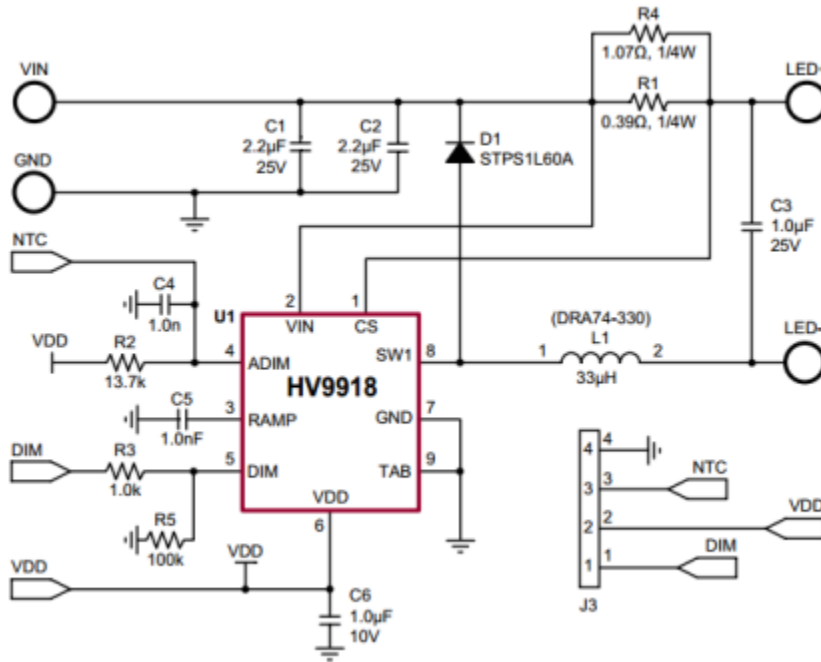 R4
1.07Ω, 1/4W
VIN
R1
LED+
0.39Ω, 1/4W
C1
2.2µF
25V
C2
2.2µF
25V
D1
STPS1L60A
GND
C3
1.0µF
25V
NTC
C4
1.0n
U1
2
1
VIN
CS
(DRA74-330)
L1
LED-
VDD
R2
13.7k
4
ADIM
SW1
8
1
2
33µH
HV9918
C5
1.0nF
3
RAMP
GND
7
DIM
R3
1.0k
5
DIM
TAB
9
4
4
3
3
NTC
VDD
6
R5
100k
2
2
VDD
VDD
DIM
1
1
VDD
C6
1.0µF
10V
J3